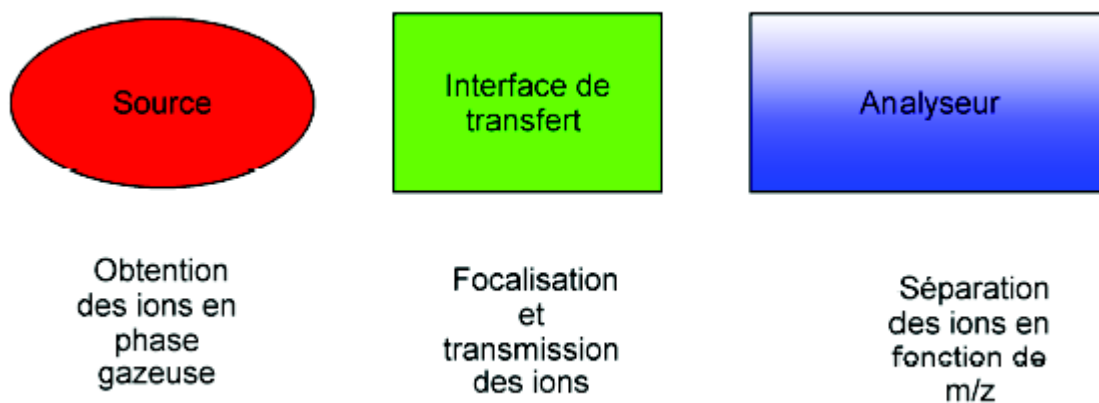 Source
Interface de
transfert
Analyseur
Obtention
des ions en
phase
gazeuse
Focalisation
et
transmission
des ions
Séparation
des ions en
fonction de
m/z